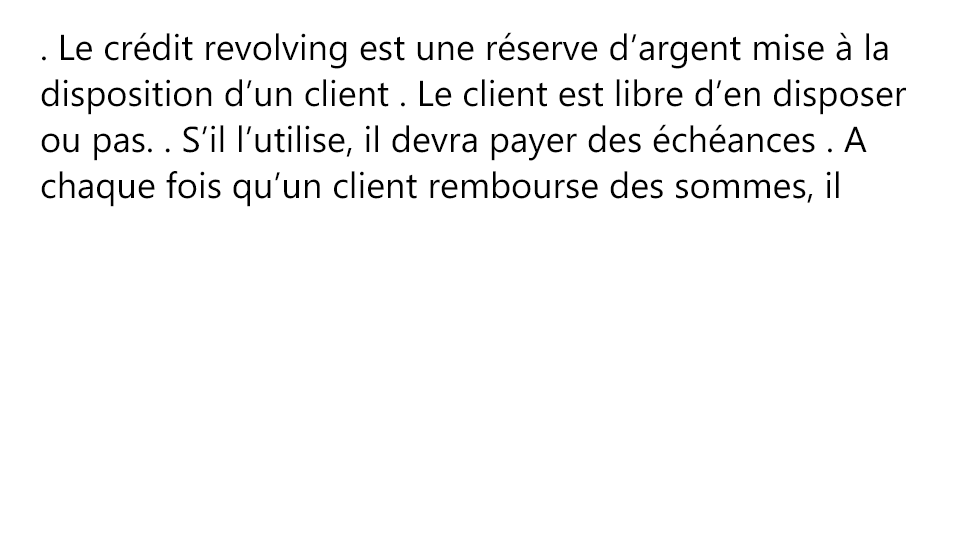 . Le crédit revolving est une réserve d’argent mise à la
disposition d’un client . Le client est libre d’en disposer
ou pas. . S’il l’utilise, il devra payer des échéances . A
chaque fois qu’un client rembourse des sommes, il